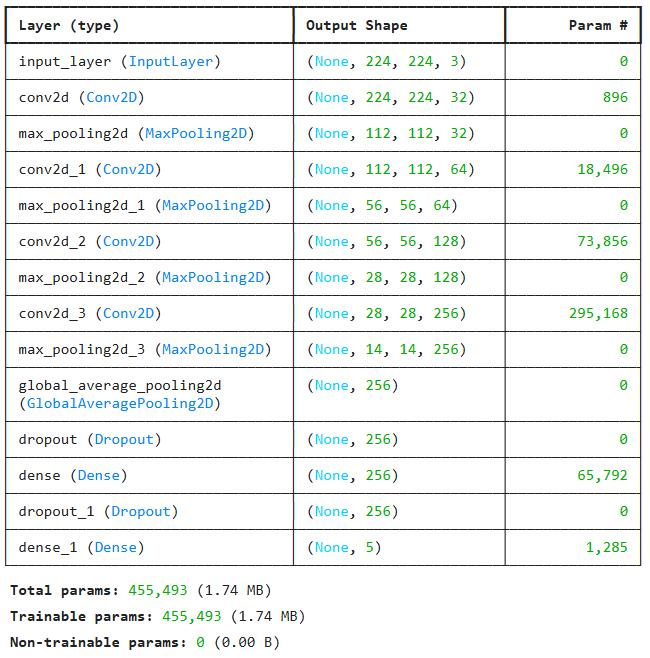 Layer (type) Output Shape Param #
input_layer (InputLayer) (None, 224, 224, 3) 0
conv2d (Conv2D) (None, 224, 224, 32) 896
max_pooling2d (MaxPooling2D) (None, 112, 112, 32) 0
conv2d_1 (Conv2D) (None, 112, 112, 64) 18,496
max_pooling2d_1 (MaxPooling2D) (None, 56, 56, 64) 0
conv2d_2 (Conv2D) (None, 56, 56, 128) 73,856
max_pooling2d_2 (MaxPooling2D) (None, 28, 28, 128) 0
conv2d_3 (Conv2D) (None, 28, 28, 256) 295,168
max_pooling2d_3 (MaxPooling2D) (None, 14, 14, 256) 0
global_average_pooling2d (None, 256) 0
(GlobalAveragePooling2D)
dropout (Dropout) (None, 256) 0
dense (Dense) (None, 256) 65,792
dropout_1 (Dropout) (None, 256) 0
dense_1 (Dense) (None, 5) 1,285
Total params: 455,493 (1.74 MB)
Trainable params: 455,493 (1.74 MB)
Non-trainable params: 0 (0.00 B)